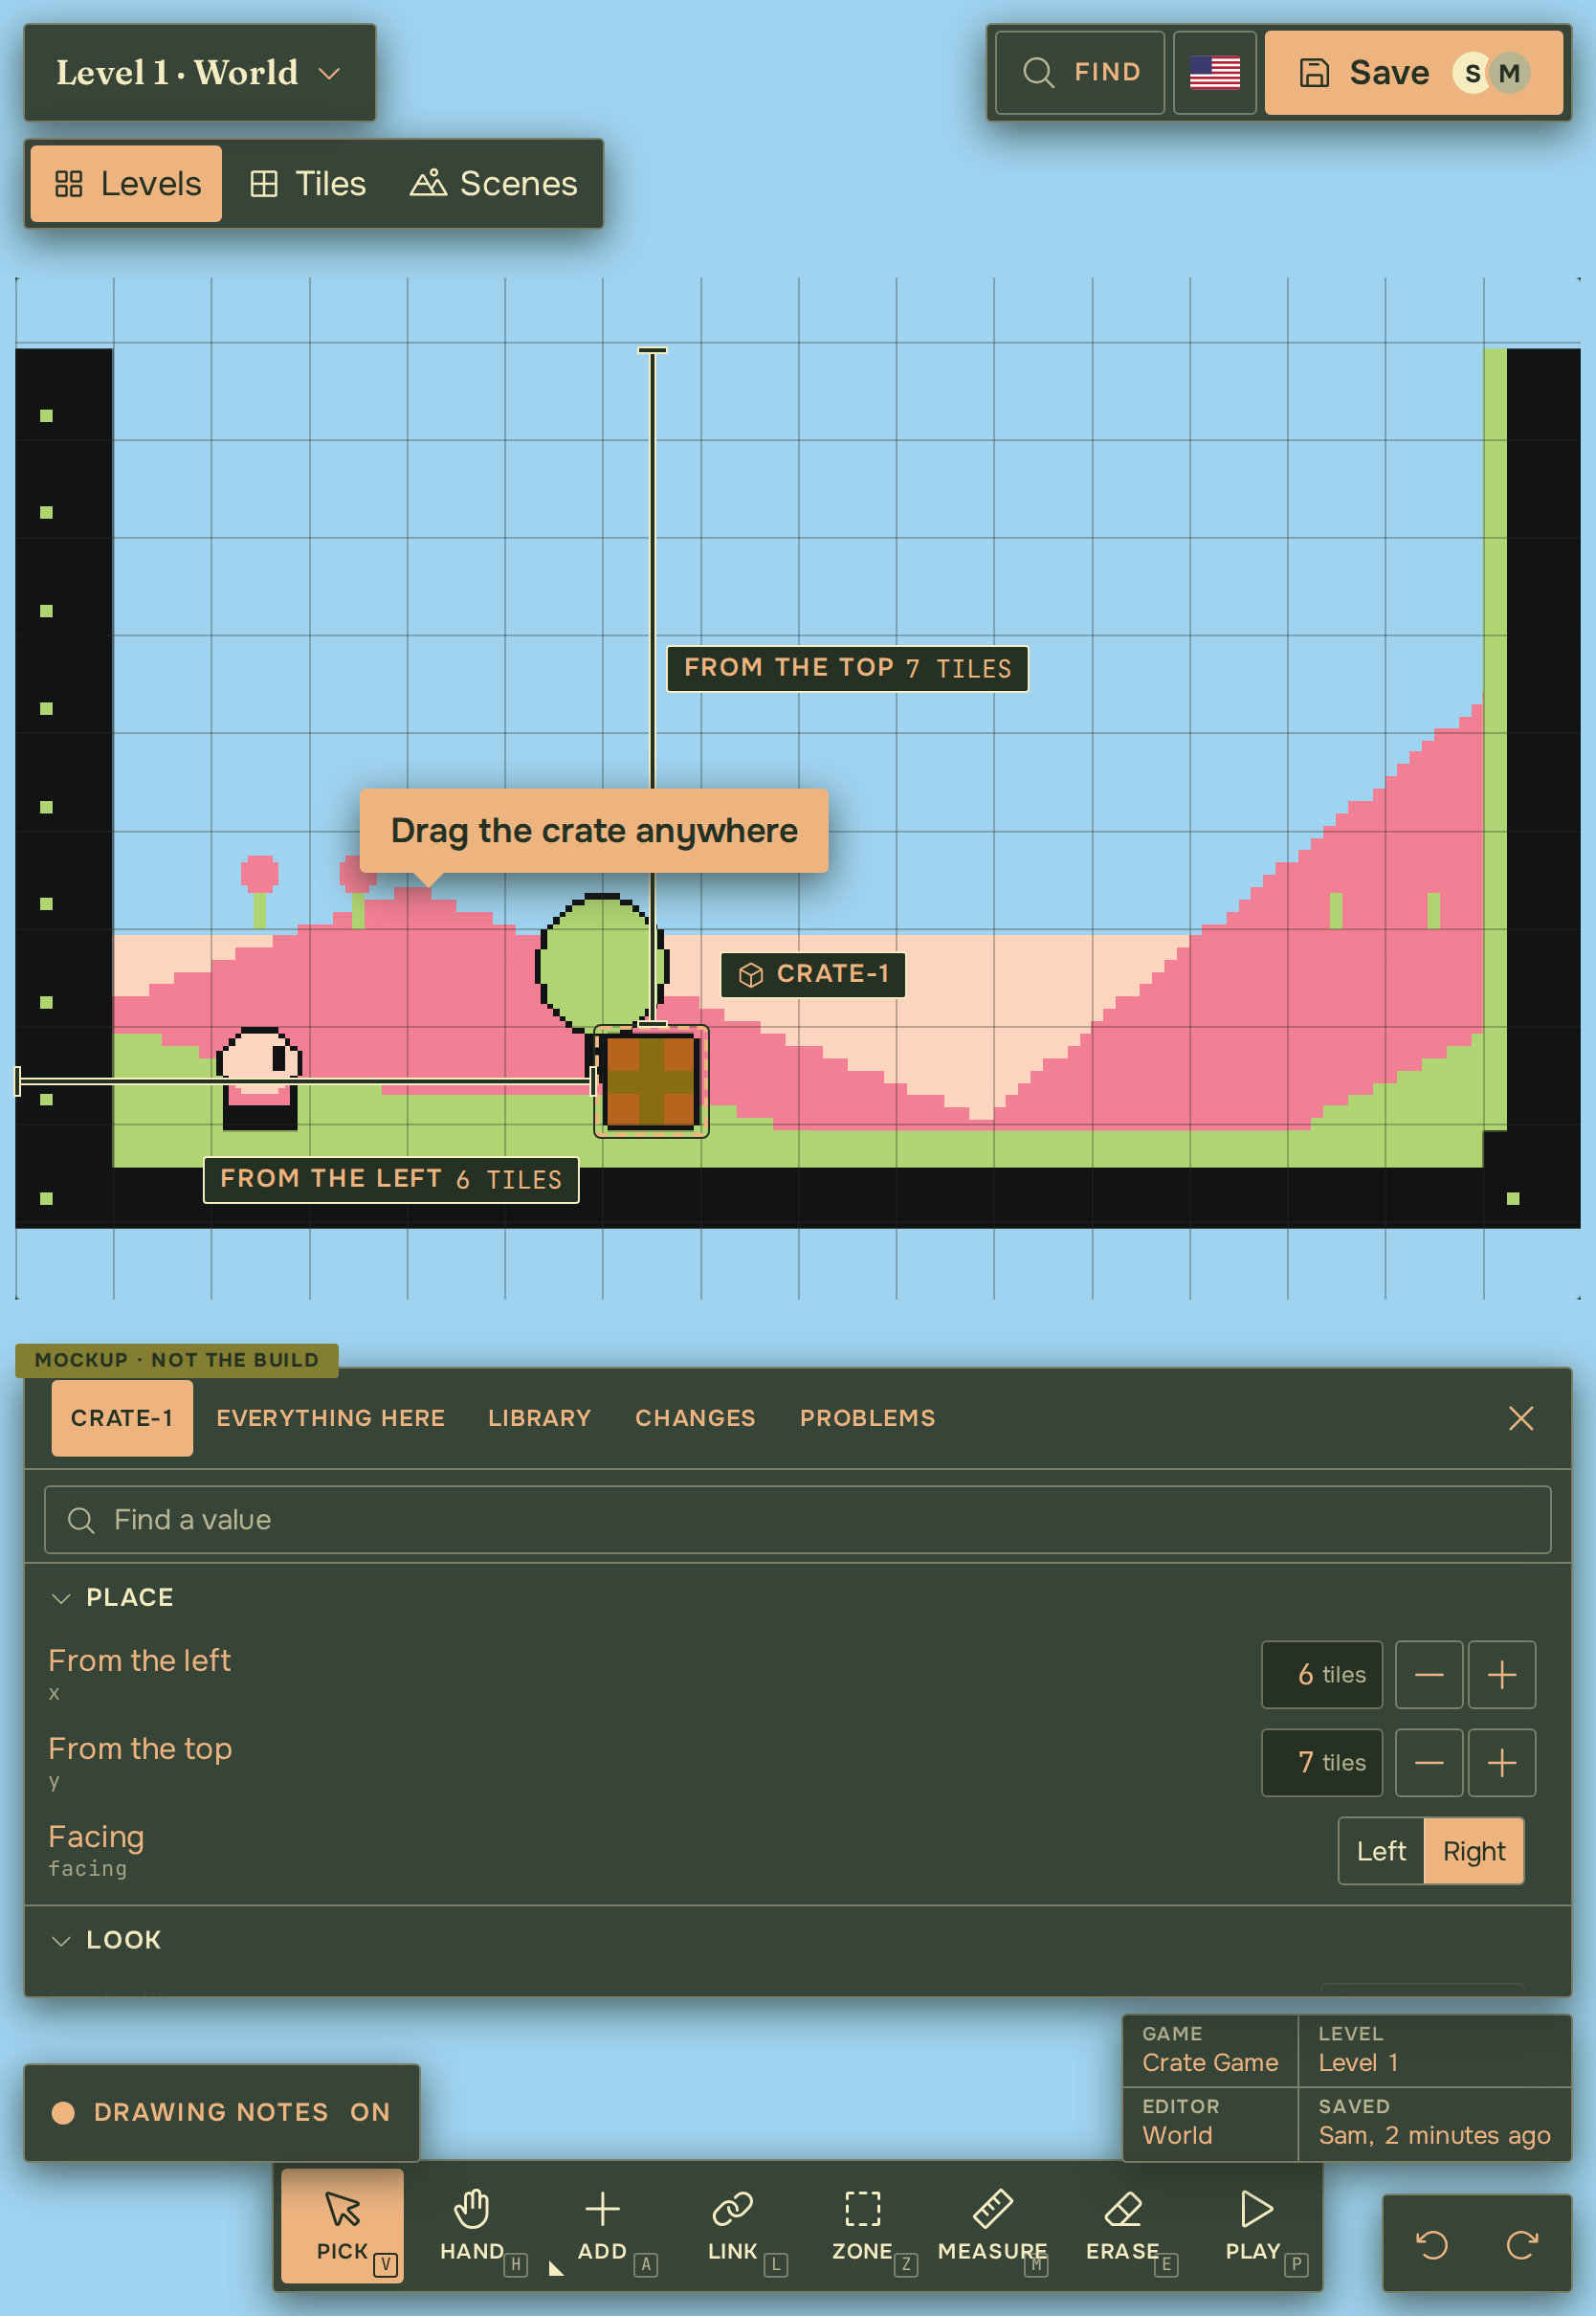 Level 1 · World
FIND
Save
S M
Levels
Tiles
Scenes
FROM THE TOP 7 TILES
Drag the crate anywhere
CRATE-1
FROM THE LEFT 6 TILES
MOCKUP · NOT THE BUILD
CRATE-1
EVERYTHING HERE
LIBRARY
CHANGES
PROBLEMS
Find a value
PLACE
From the left
x
6 tiles
From the top
y
7 tiles
Facing
facing
Left
Right
LOOK
GAME
Crate Game
LEVEL
Level 1
EDITOR
World
SAVED
Sam, 2 minutes ago
DRAWING NOTES ON
PICK V
HAND H
ADD A
LINK L
ZONE Z
MEASURE M
ERASE E
PLAY P